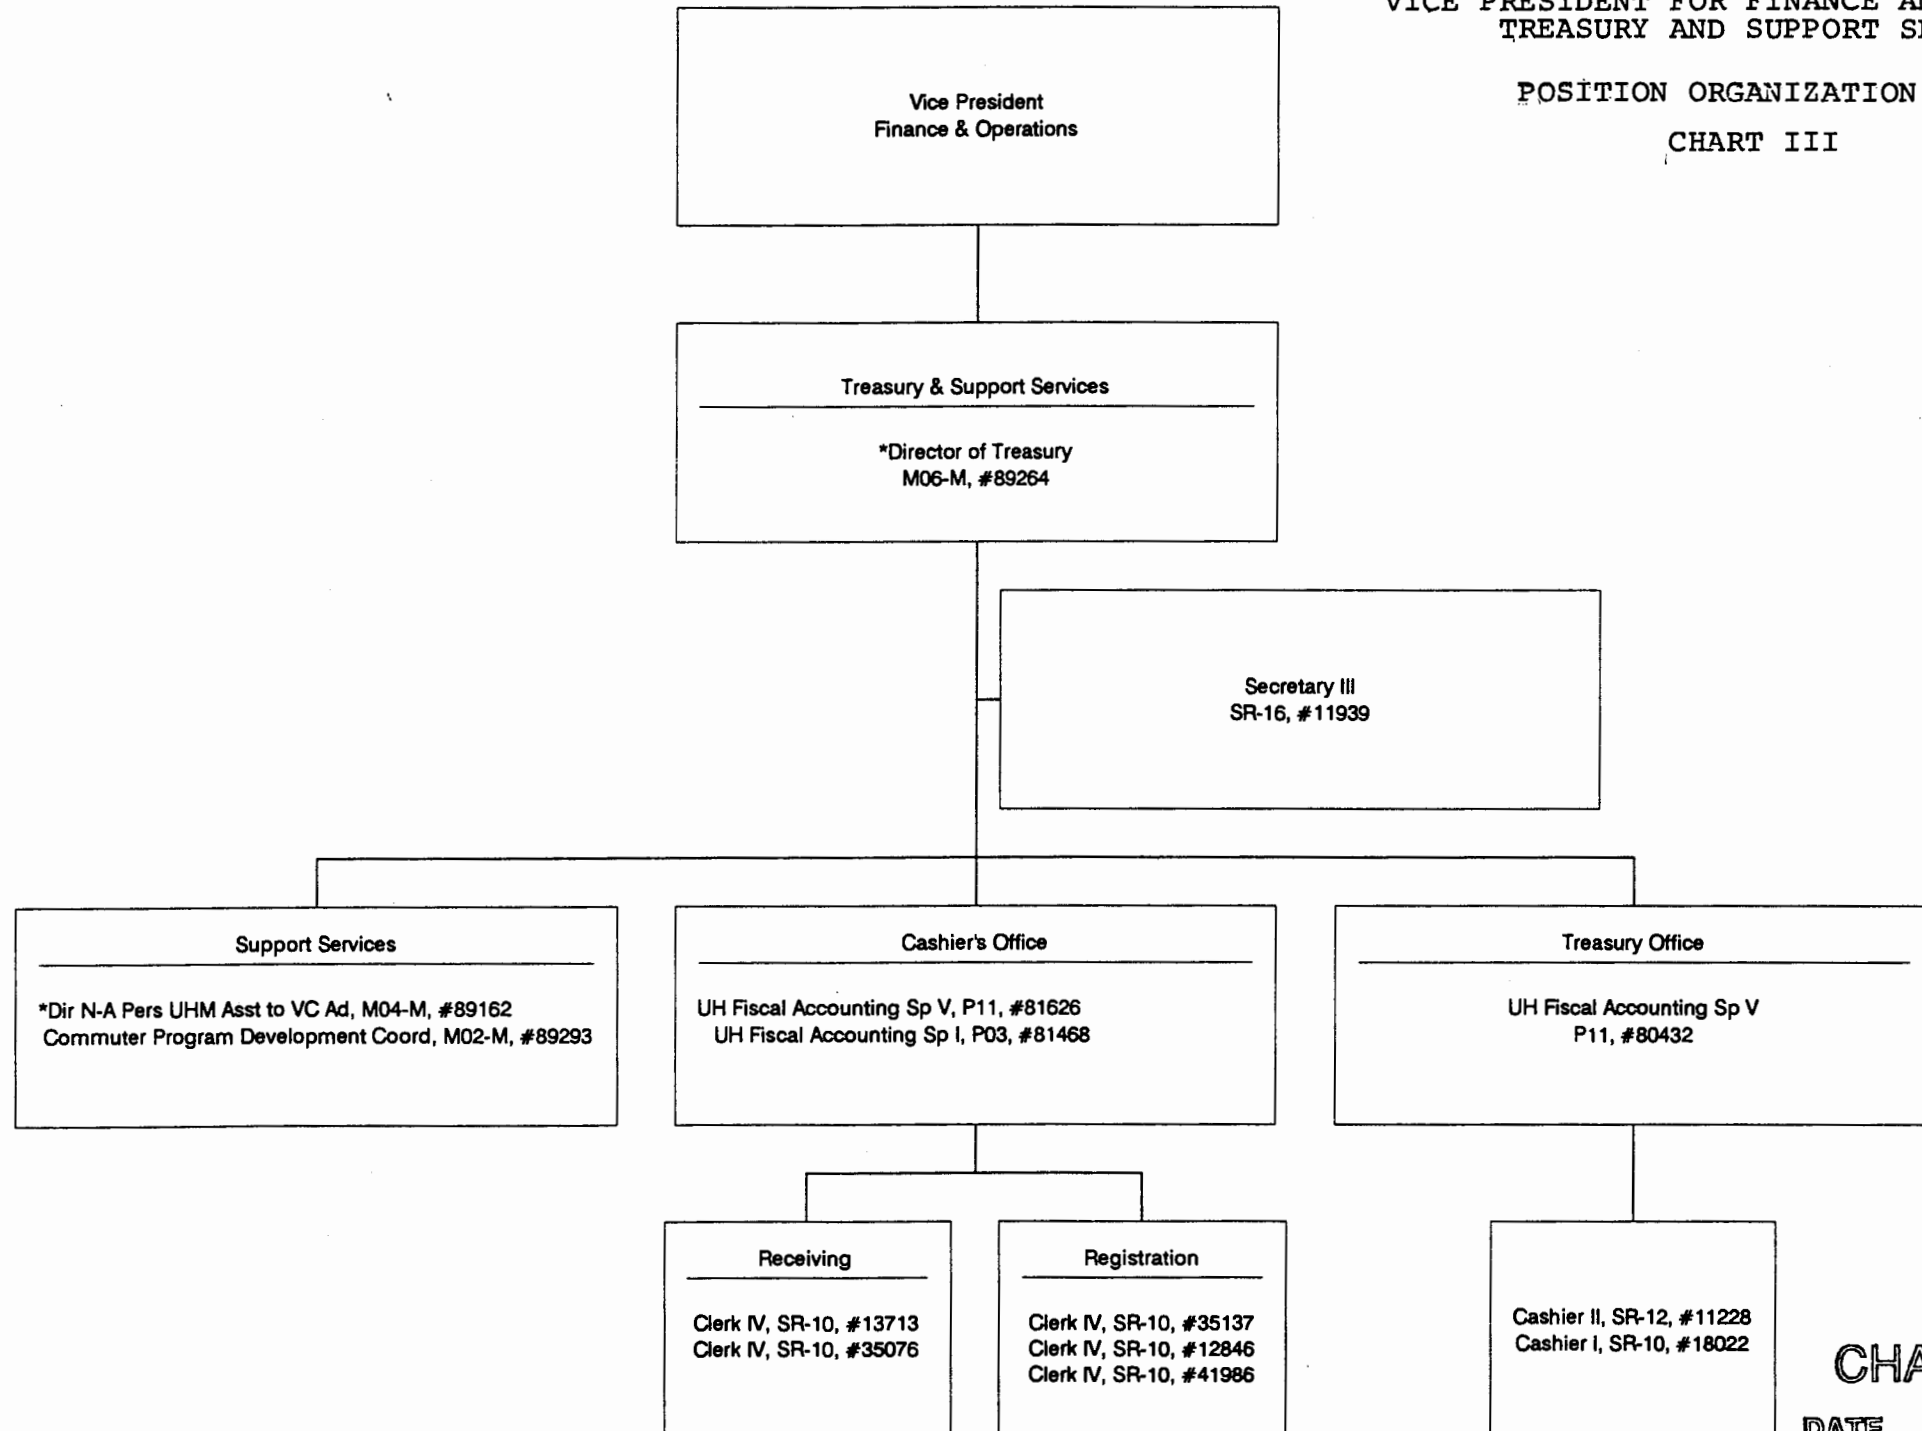 VICE PRESIDENT FOR FINANCE
TREASURY AND SUPPORT
POSITION ORGANIZATION
CHART III
Vice President
Finance & Operations
Treasury & Support Services
*Director of Treasury
M06-M, #89264
Secretary III
SR-16, #11939
Support Services
*Dir N-A Pers UHM Asst to VC Ad, M04-M, #89162
Commuter Program Development Coord, M02-M, #89293
Cashier's Office
UH Fiscal Accounting Sp V, P11, #81626
UH Fiscal Accounting Sp I, P03, #81468
Treasury Office
UH Fiscal Accounting Sp V
P11, #80432
Receiving
Clerk IV, SR-10, #13713
Clerk IV, SR-10, #35076
Registration
Clerk IV, SR-10, #35137
Clerk IV, SR-10, #12846
Clerk IV, SR-10, #41986
Cashier II, SR-12, #11228
Cashier I, SR-10, #18022
CHA
DATE